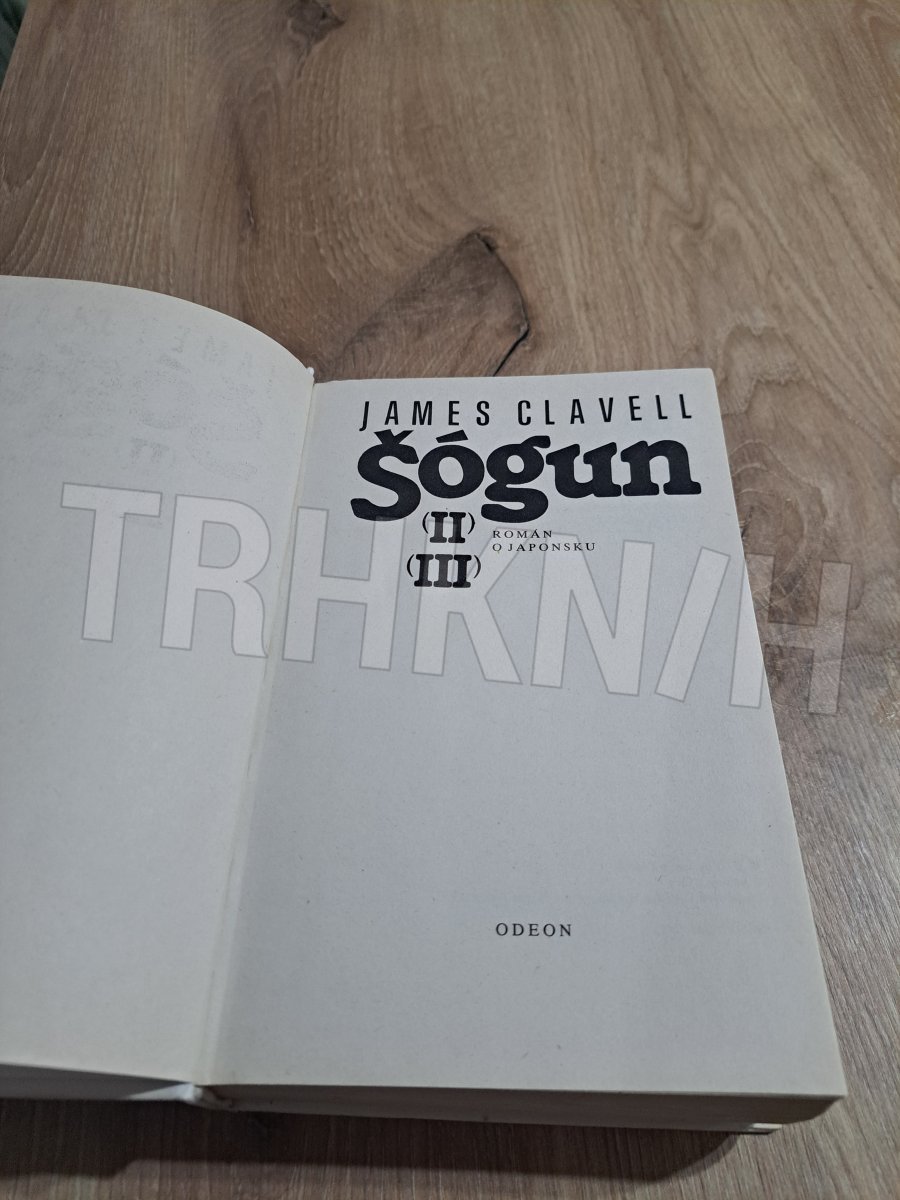 JAMES CLAVELL
Šógun
(II)
ROMÁN
O JAPONSKU
(III)
TRHKNIH
ODEON